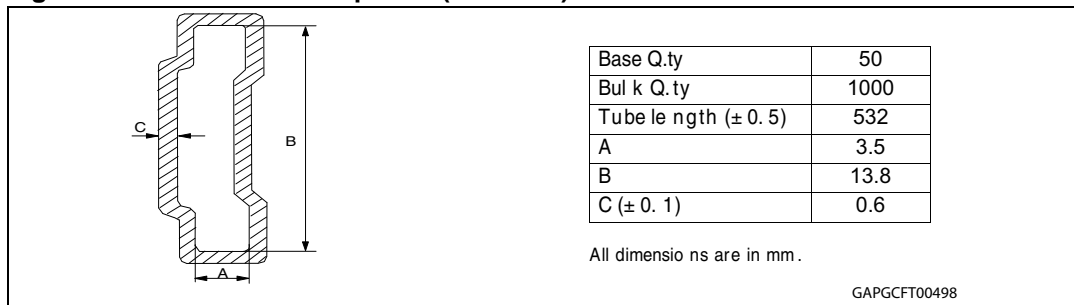 C
B
A
Base Q.ty 50
Bul k Q. ty 1000
Tube le ngth (± 0. 5) 532
A 3.5
B 13.8
C (± 0. 1) 0.6
All dimensio ns are in mm .
GAPGCFT00498